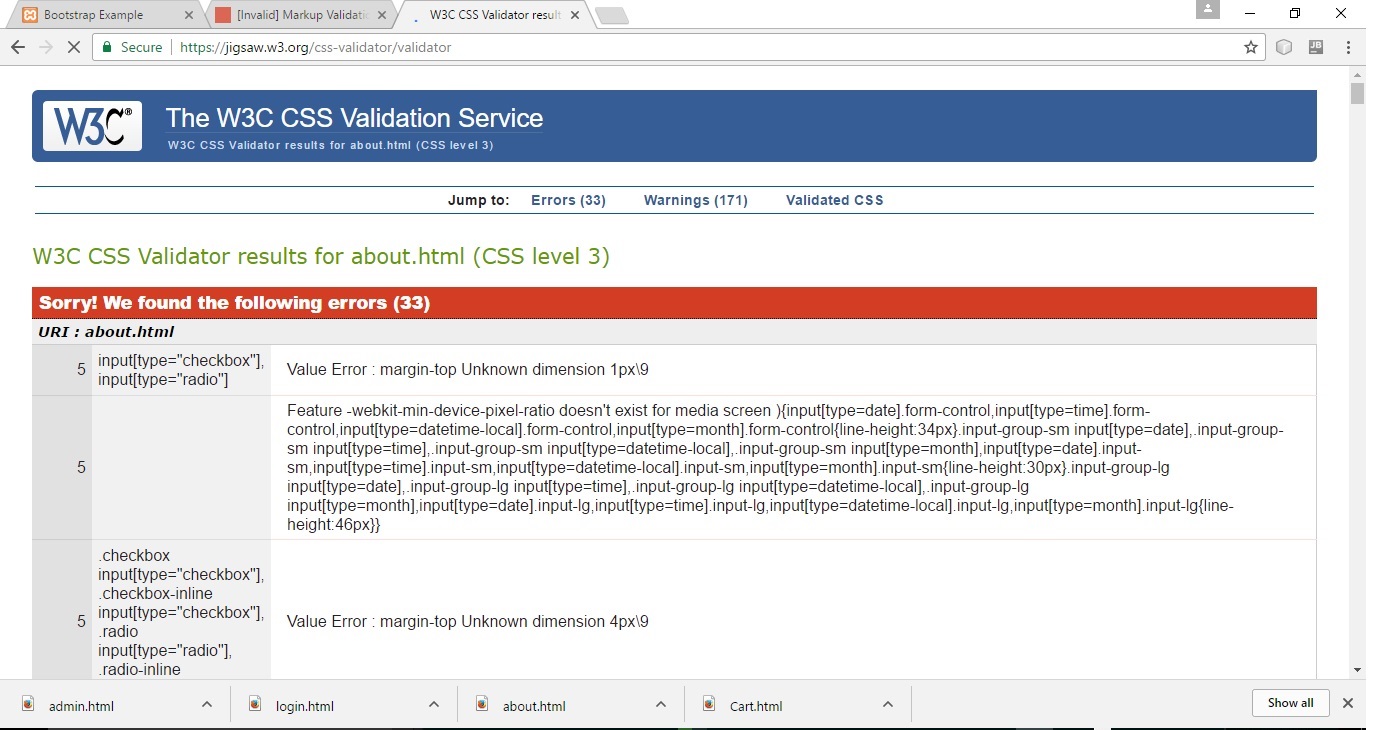 Bootstrap Example
[Invalid] Markup Validatio
W3C CSS Validator result
Secure
https://jigsaw.w3.org/css-validator/validator
JB
W3C®
The W3C CSS Validation Service
W3C CSS Validator results for about.html (CSS level 3)
Jump to: Errors (33) Warnings (171) Validated CSS
W3C CSS Validator results for about.html (CSS level 3)
Sorry! We found the following errors (33)
URI : about.html
5
input[type="checkbox"],
input[type="radio"]
Value Error : margin-top Unknown dimension 1px\9
5
Feature -webkit-min-device-pixel-ratio doesn't exist for media screen ){input[type=date].form-control,input[type=time].form-
control,input[type=datetime-local].form-control,input[type=month].form-control{line-height:34px}.input-group-sm input[type=date],.input-group-
sm input[type=time],.input-group-sm input[type=datetime-local],.input-group-sm input[type=month],input[type=date].input-
sm,input[type=time].input-sm,input[type=datetime-local].input-sm,input[type=month].input-sm{line-height:30px}.input-group-lg
input[type=date],.input-group-lg input[type=time],.input-group-lg input[type=datetime-local],.input-group-lg
input[type=month],input[type=date].input-lg,input[type=time].input-lg,input[type=datetime-local].input-lg,input[type=month].input-lg{line-
height:46px}}
5
.checkbox
input[type="checkbox"],
.checkbox-inline
input[type="checkbox"],
.radio
input[type="radio"],
.radio-inline
Value Error : margin-top Unknown dimension 4px\9
admin.html
login.html
about.html
Cart.html
Show all